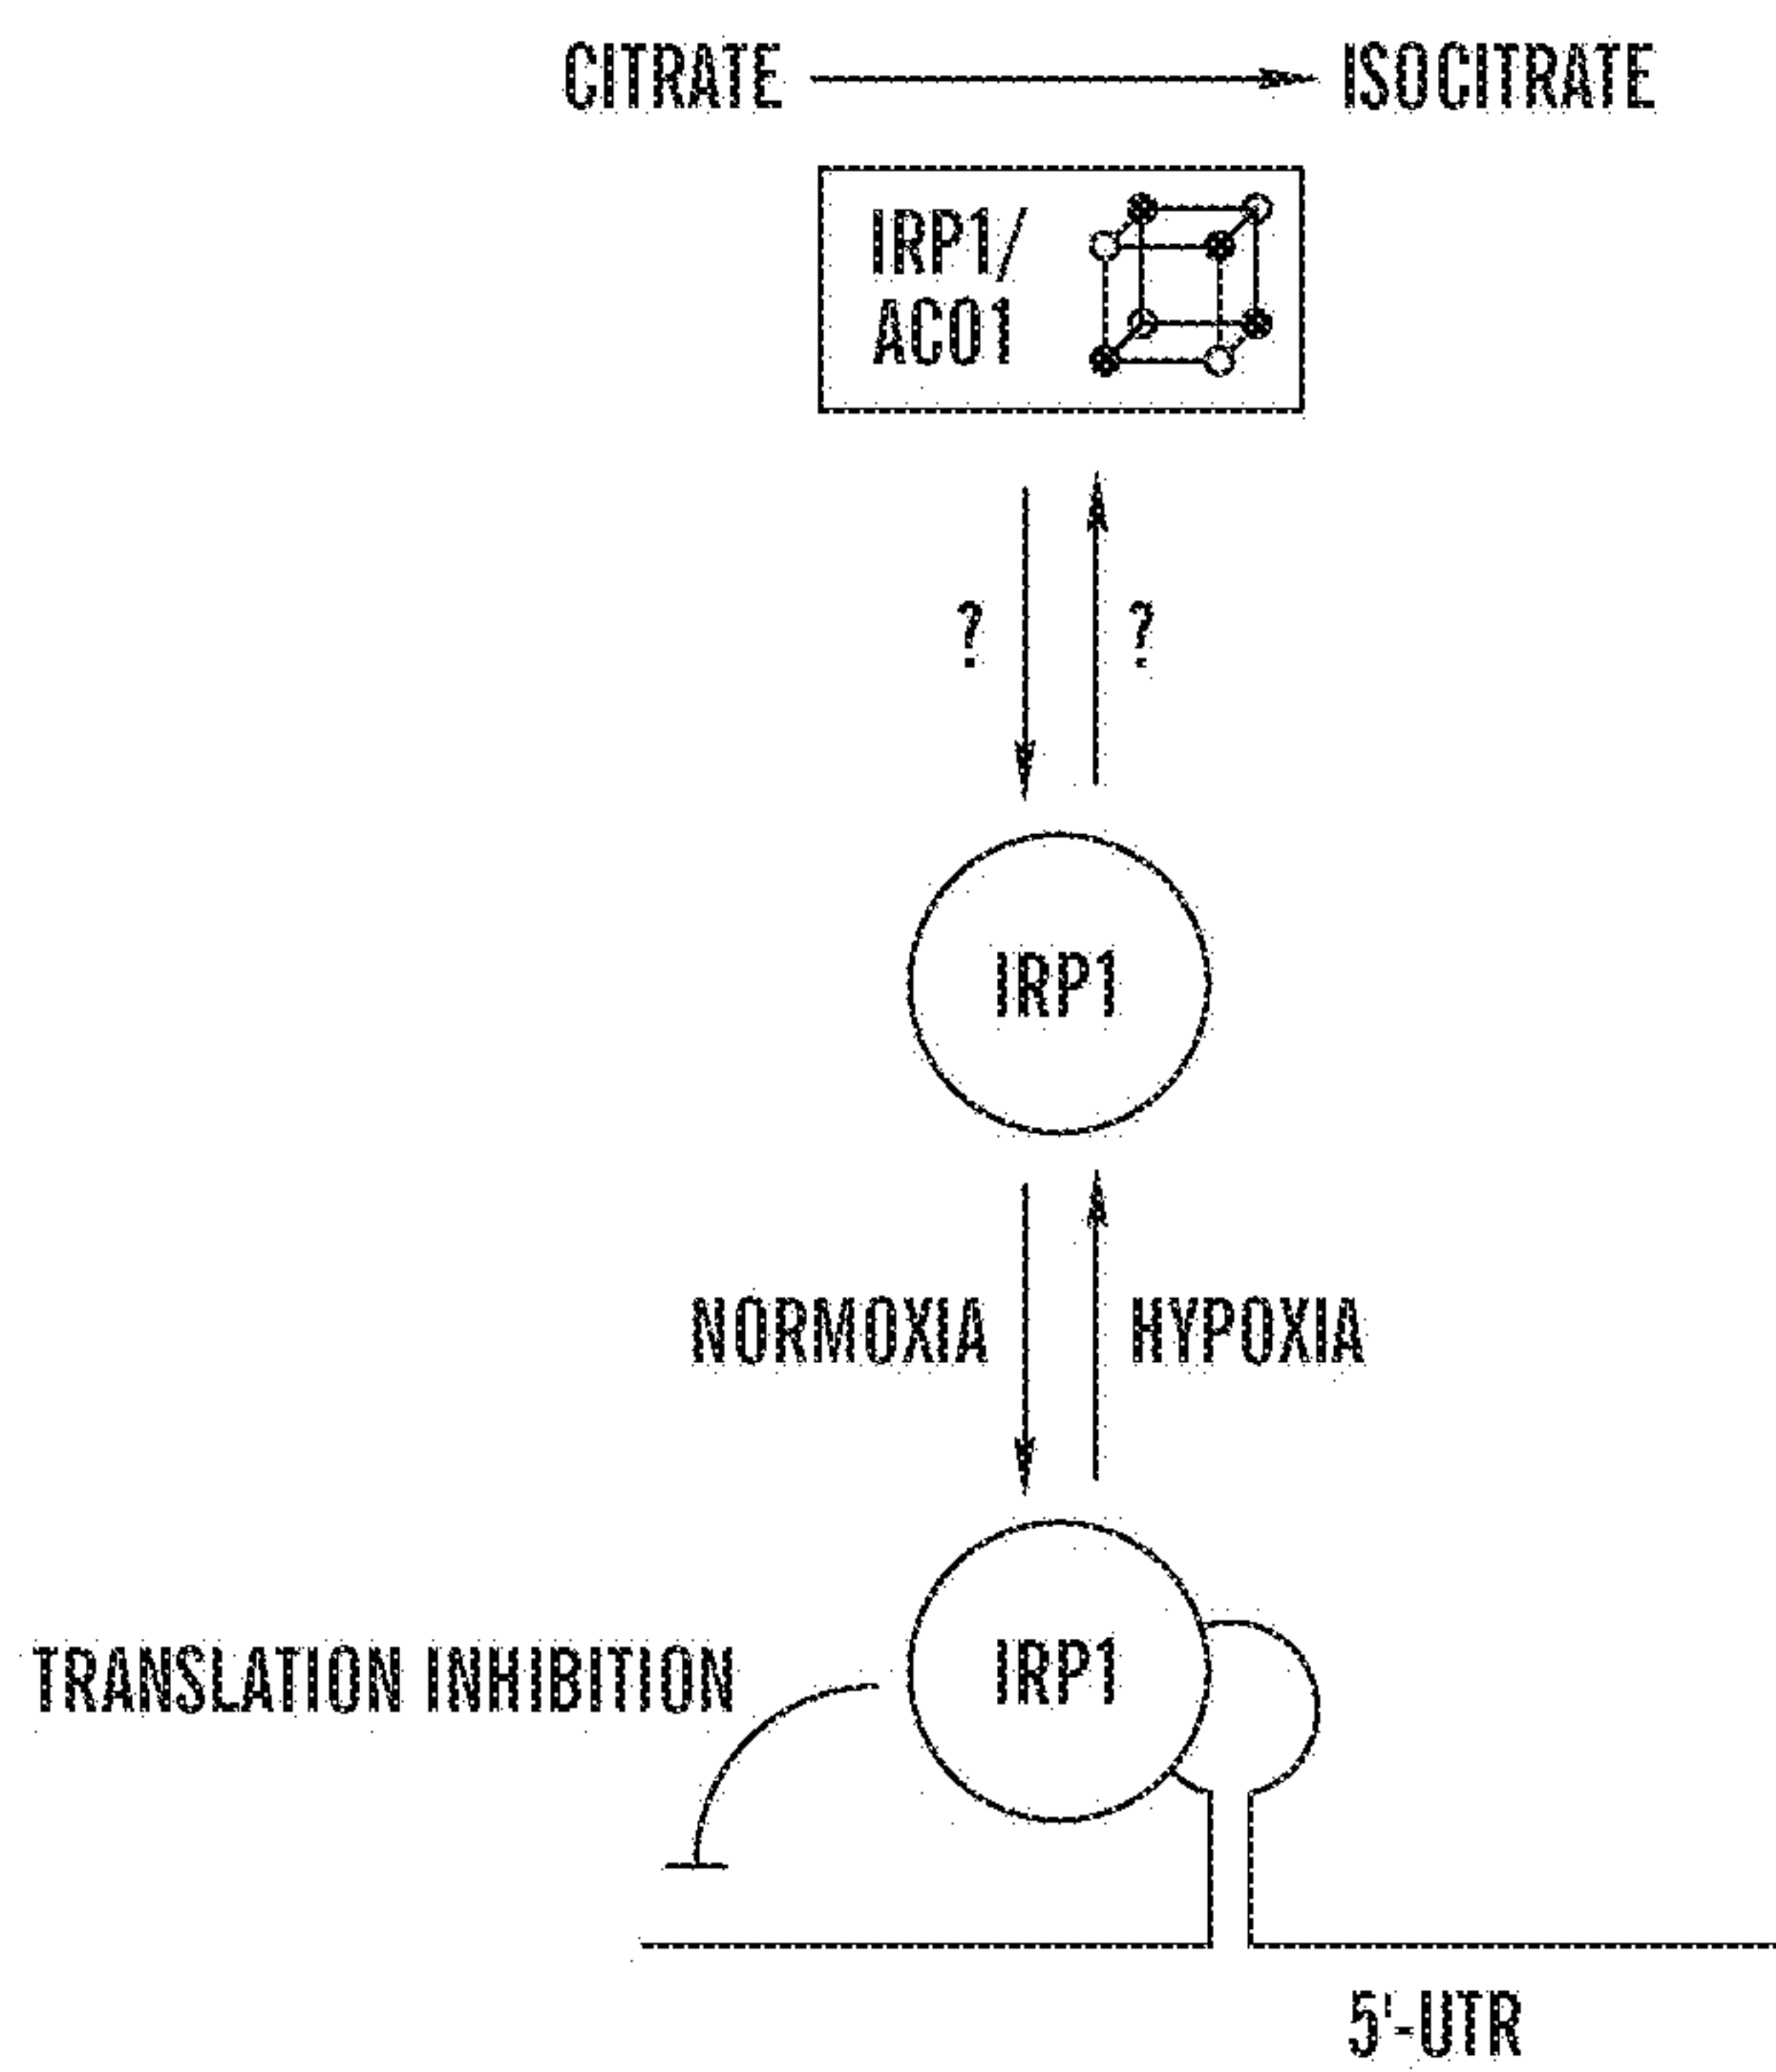 CITRATE
ISOCITRATE
IRP1/
ACO1
?
?
IRP1
NORMOXIA
HYPOXIA
TRANSLATION INHIBITION
IRP1
5'-UTR